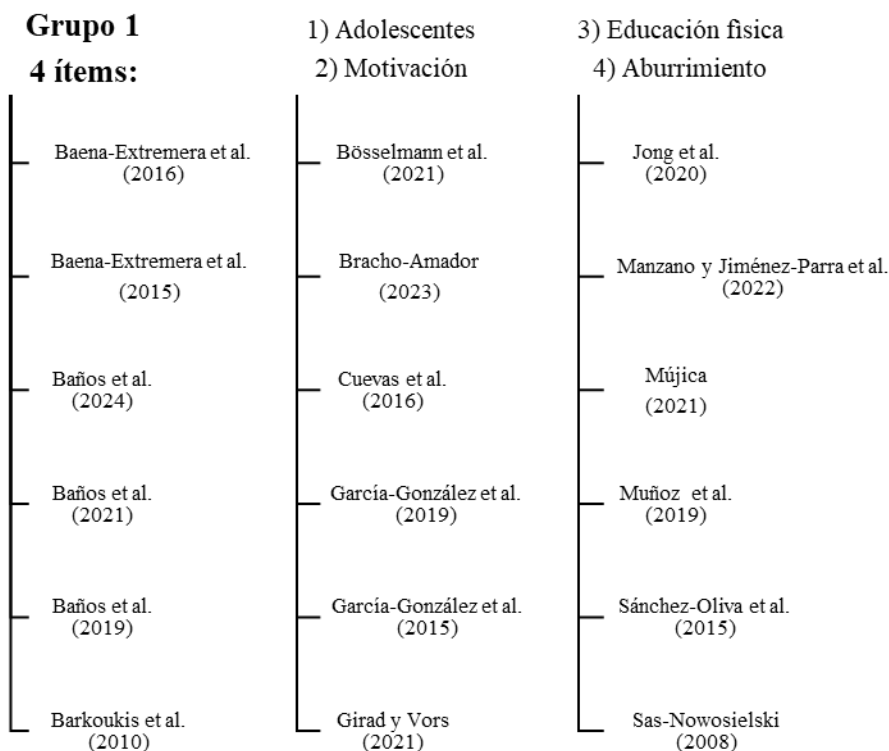 Grupo 1
4 ítems:
1) Adolescentes
2) Motivación
3) Educación fìsica
4) Aburrimiento
Baena-Extremera et al.
(2016)
Baena-Extremera et al.
(2015)
Baños et al.
(2024)
Baños et al.
(2021)
Baños et al.
(2019)
Barkoukis et al.
(2010)
Bösselmann et al.
(2021)
Bracho-Amador
(2023)
Cuevas et al.
(2016)
García-González et al.
(2019)
García-González et al.
(2015)
Girad y Vors
(2021)
Jong et al.
(2020)
Manzano y Jiménez-Parra et al.
(2022)
Mújica
(2021)
Muñoz et al.
(2019)
Sánchez-Oliva et al.
(2015)
Sas-Nowosielski
(2008)